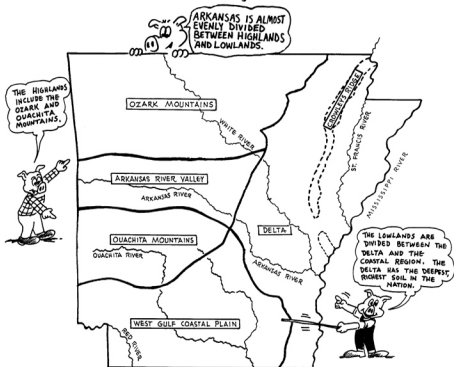 ARKANSAS IS ALMOST
EVENLY DIVIDED
BETWEEN HIGHLANDS
AND LOWLANDS.
THE HIGHLANDS
INCLUDE THE
OZARK AND
OUACHITA
MOUNTAINS.
OZARK MOUNTAINS
WHITE RIVER
CROWLEYS RIDGE
ST. FRANCIS RIVER
MISSISSIPPI RIVER
ARKANSAS RIVER VALLEY
ARKANSAS RIVER
OUACHITA MOUNTAINS
OUACHITA RIVER
DELTA
ARKANSAS RIVER
THE LOWLANDS ARE
DIVIDED BETWEEN THE
DELTA AND THE
COASTAL REGION. THE
DELTA HAS THE DEEPEST,
RICHEST SOIL IN THE
NATION.
WEST GULF COASTAL PLAIN
RED RIVER